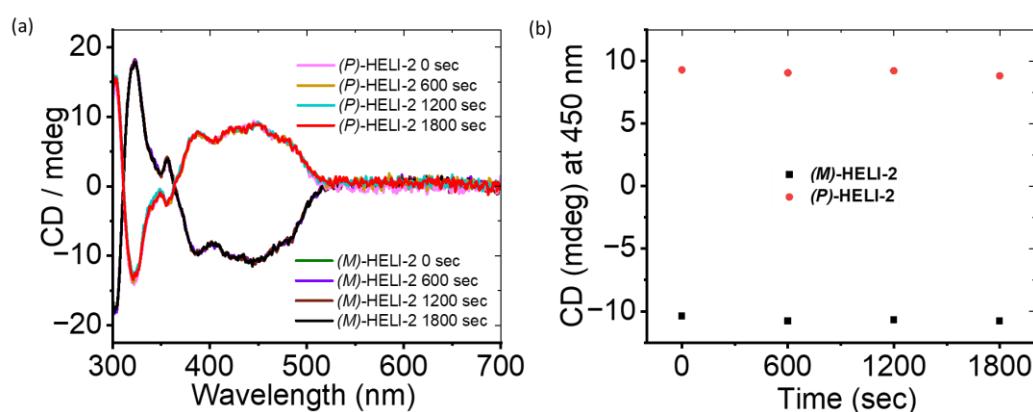 (a)
20
10
0
−10
−20
CD / mdeg
(P)-HELI-2 0 sec
(P)-HELI-2 600 sec
(P)-HELI-2 1200 sec
(P)-HELI-2 1800 sec
(M)-HELI-2 0 sec
(M)-HELI-2 600 sec
(M)-HELI-2 1200 sec
(M)-HELI-2 1800 sec
300 400 500 600 700
Wavelength (nm)
(b)
10
5
0
−5
−10
CD (mdeg) at 450 nm
(M)-HELI-2
(P)-HELI-2
0 600 1200 1800
Time (sec)